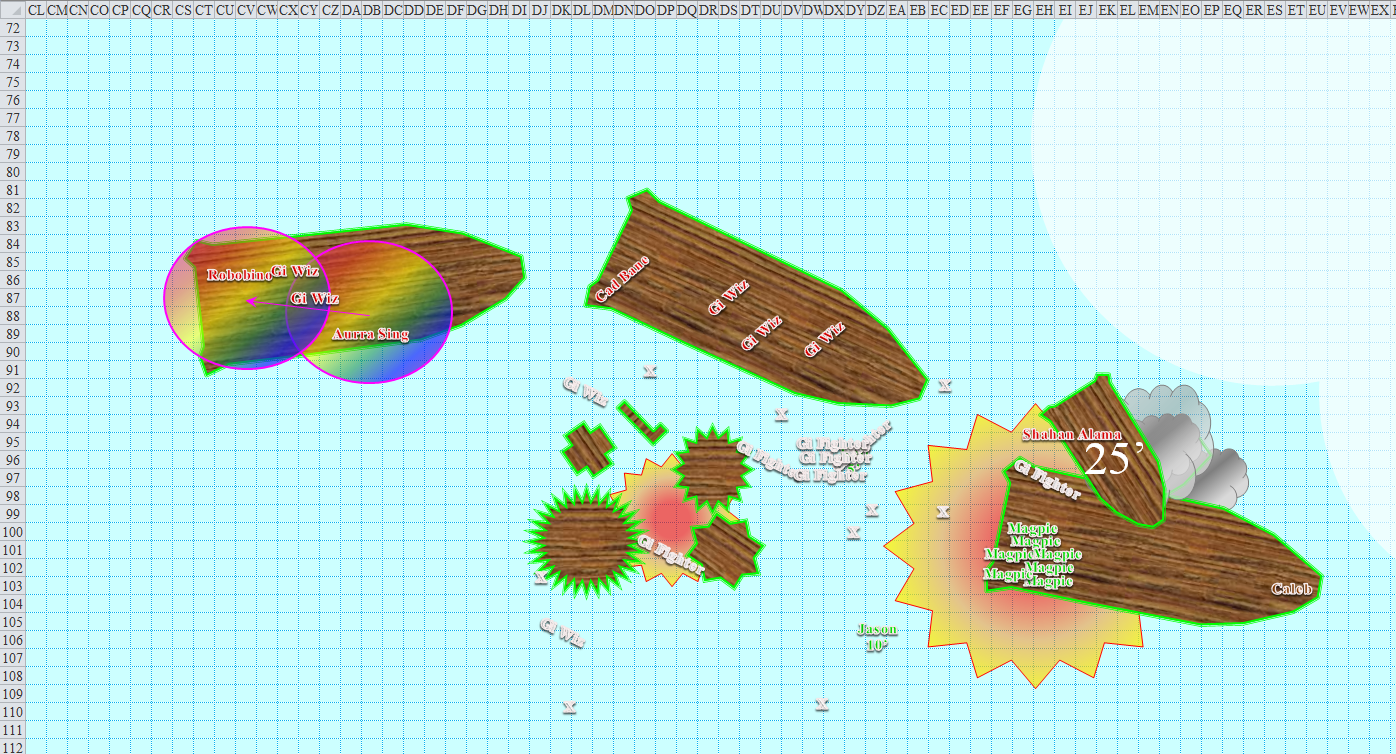 CL CM CN CO CP CQ CR CS CT CU CV CW CX CY CZ DA DB DC DD DE DF DG DH DI DJ DK DL DM DN DO DP DQ DR DS DT DU DV DW DX DY DZ EA EB EC ED EE EF EG EH EI EJ EK EL EM EN EO EP EQ ER ES ET EU EV EW EX
72
73
74
75
76
77
78
79
80
81
82
83
84
85
86
87
88
89
90
91
92
93
94
95
96
97
98
99
100
101
102
103
104
105
106
107
108
109
110
111
112
Robobino
Gi Wiz
Gi Wiz
Aurra Sing
Cad Bane
Gi Wiz
Gi Wiz
Gi Wiz
X
X
Gi Wiz
X
Gi Fighter
Gi Fighter
Gi Fighter
Gi Fighter
Shahan Alama
25’
Gi Fighter
X
X
X
Gi Fighter
X
Magpie
Magpie
Magpie
Magpie
Magpie
Magpie
Magpie
Caleb
Gi Wiz
Jason
10’
X
X